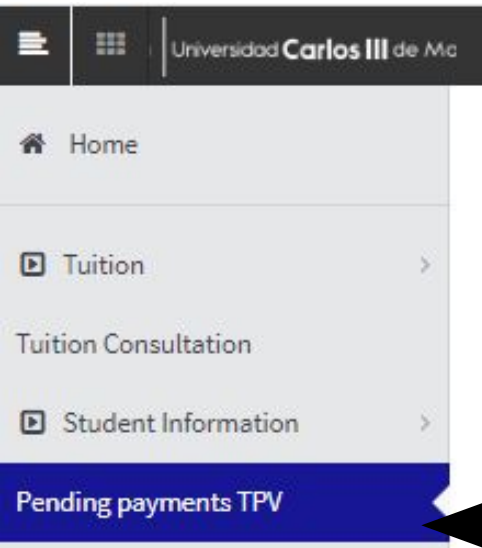 Universidad Carlos III de Ma
Home
Tuition
Tuition Consultation
Student Information
Pending payments TPV